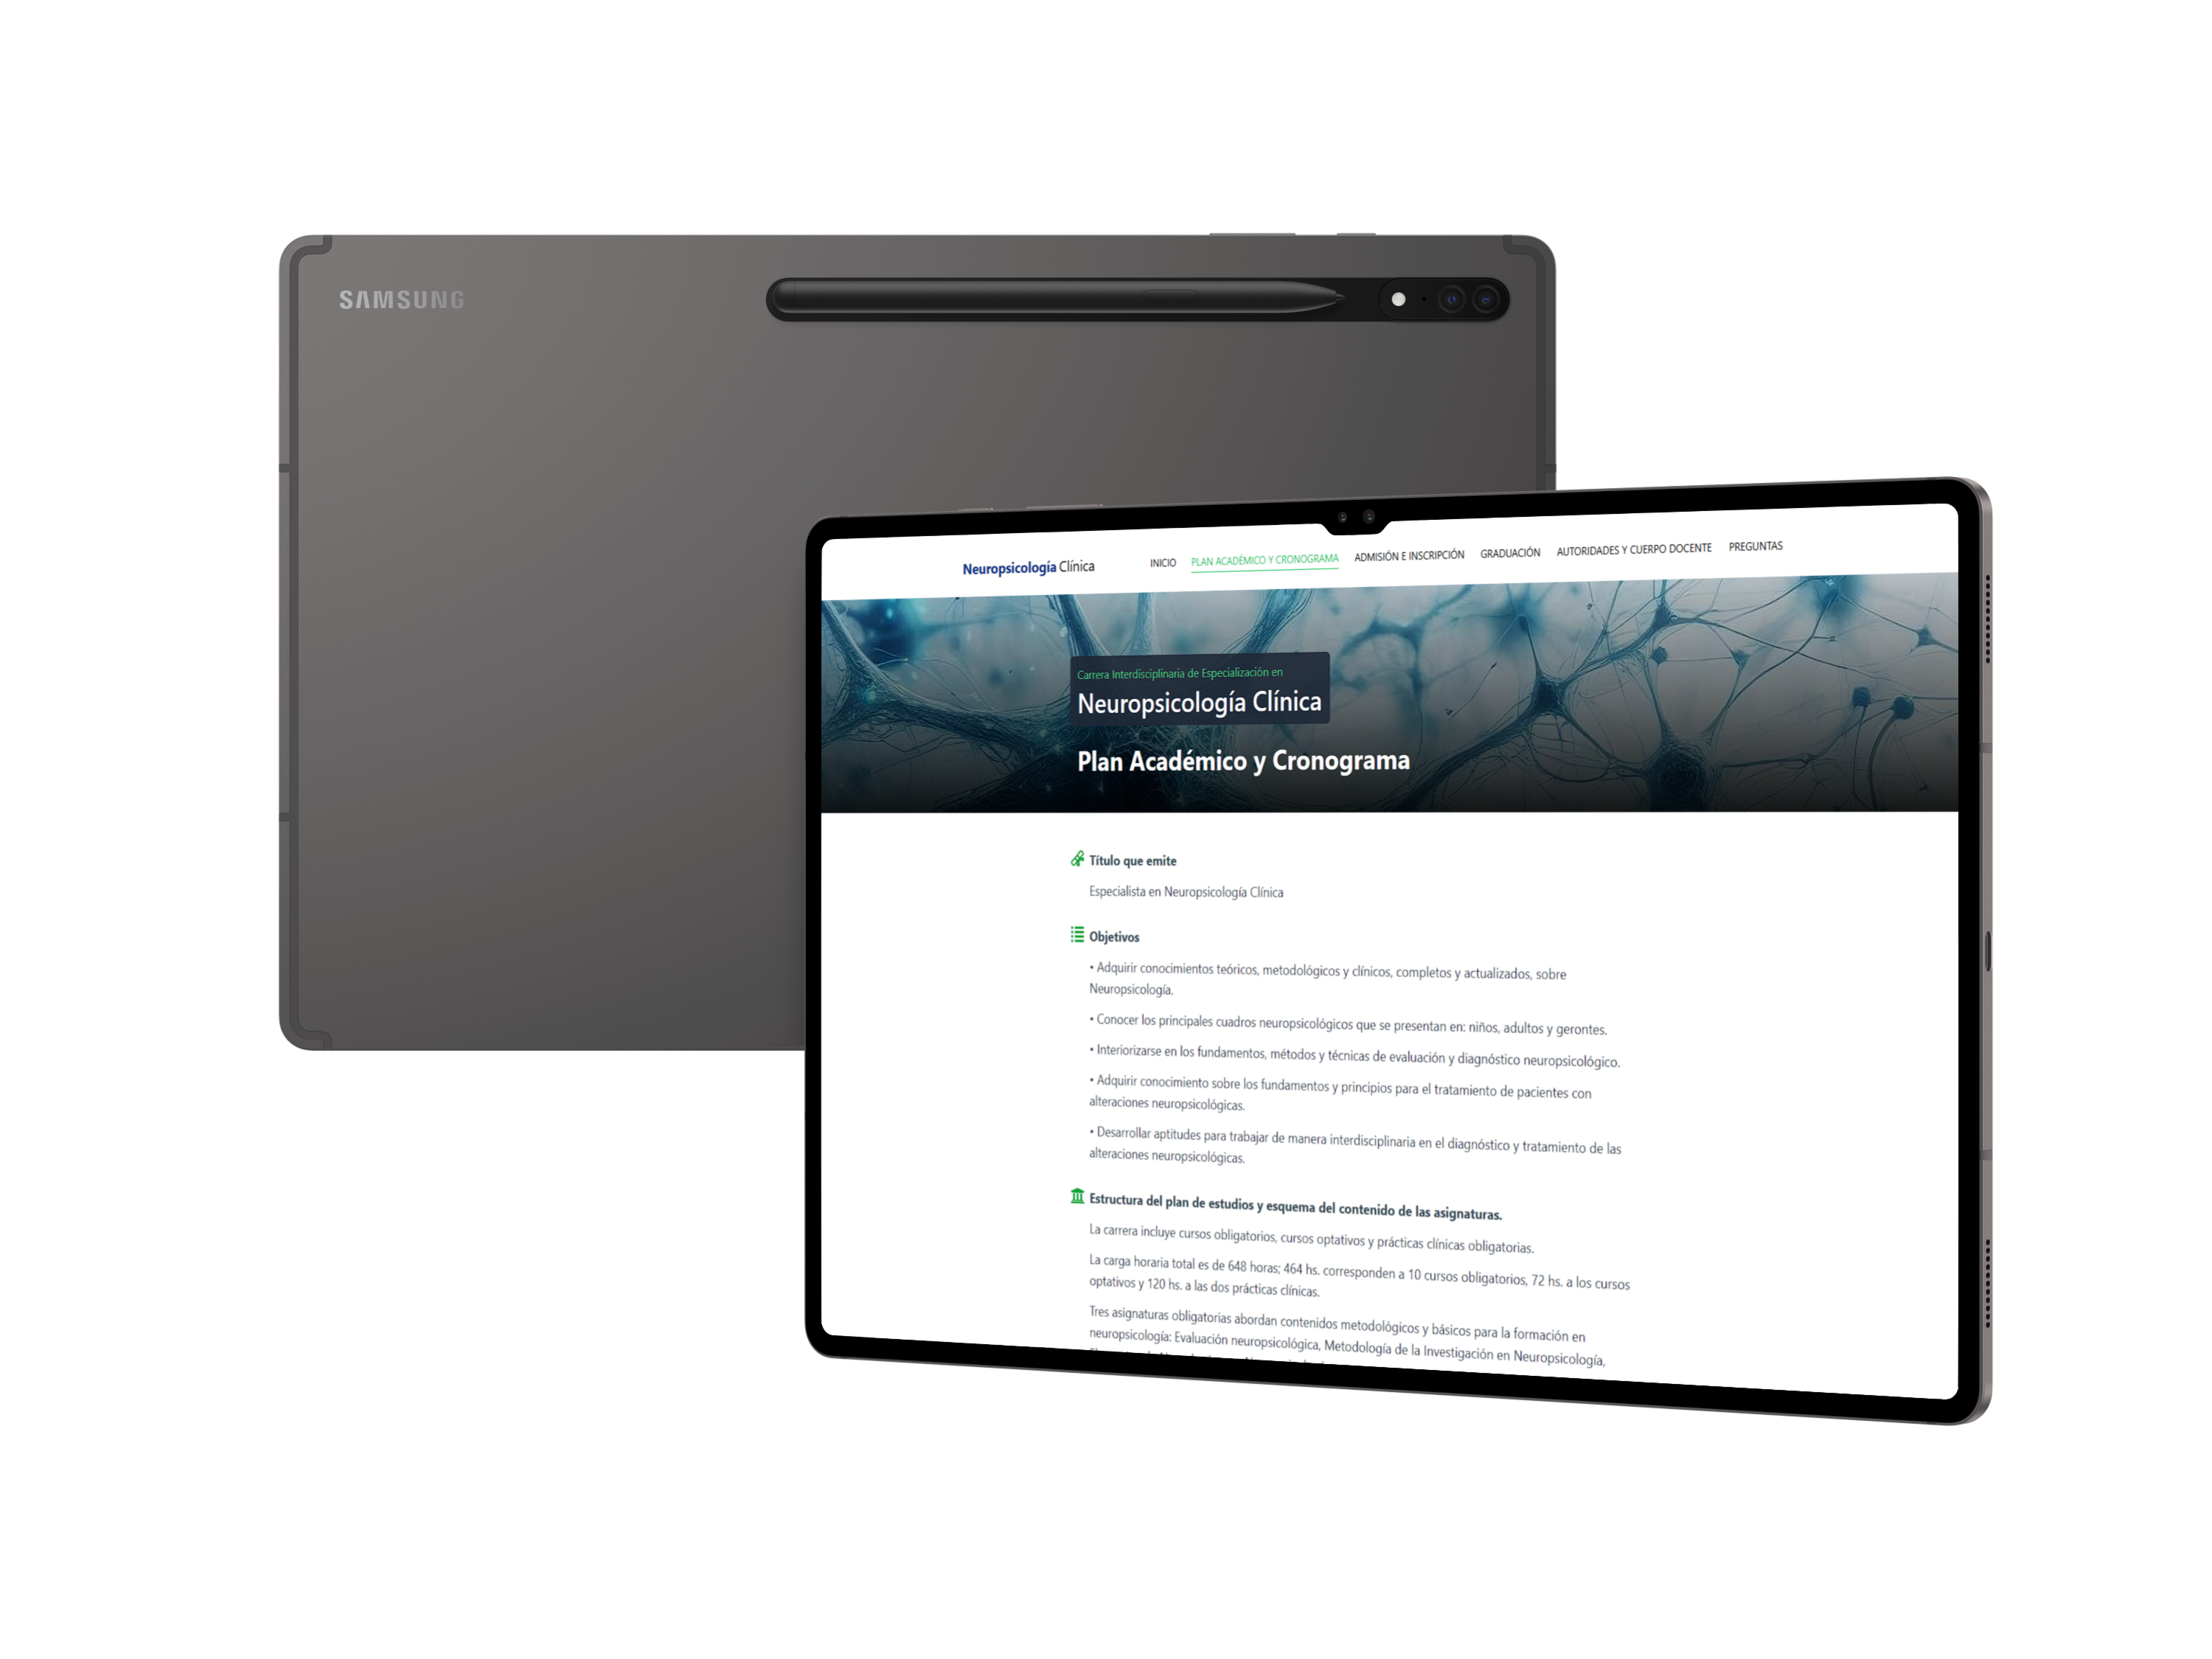 SAMSUNG
Neuropsicología Clínica
INICIO
PLAN ACADÉMICO Y CRONOGRAMA
ADMISIÓN E INSCRIPCIÓN
GRADUACIÓN
AUTORIDADES Y CUERPO DOCENTE
PREGUNTAS
Carrera Interdisciplinaria de Especialización en
Neuropsicología Clínica
Plan Académico y Cronograma
Título que emite
Especialista en Neuropsicología Clínica
Objetivos
• Adquirir conocimientos teóricos, metodológicos y clínicos, completos y actualizados, sobre
Neuropsicología.
• Conocer los principales cuadros neuropsicológicos que se presentan en: niños, adultos y gerontes.
• Interiorizarse en los fundamentos, métodos y técnicas de evaluación y diagnóstico neuropsicológico.
• Adquirir conocimiento sobre los fundamentos y principios para el tratamiento de pacientes con
alteraciones neuropsicológicas.
• Desarrollar aptitudes para trabajar de manera interdisciplinaria en el diagnóstico y tratamiento de las
alteraciones neuropsicológicas.
Estructura del plan de estudios y esquema del contenido de las asignaturas.
La carrera incluye cursos obligatorios, cursos optativos y prácticas clínicas obligatorias.
La carga horaria total es de 648 horas; 464 hs. corresponden a 10 cursos obligatorios, 72 hs. a los cursos
optativos y 120 hs. a las dos prácticas clínicas.
Tres asignaturas obligatorias abordan contenidos metodológicos y básicos para la formación en
neuropsicología: Evaluación neuropsicológica, Metodología de la Investigación en Neuropsicología,